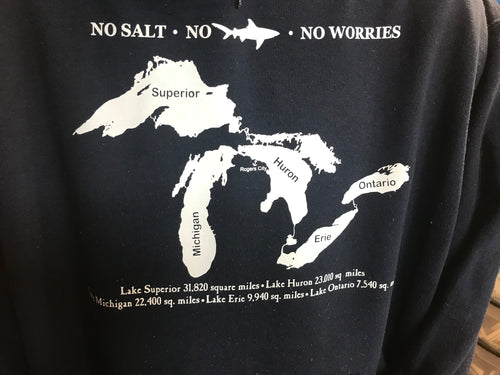 NO SALT • NO • NO WORRIES
Superior
Huron
Rogers City
Ontario
Michigan
Erie
Lake Superior 31,820 square miles • Lake Huron 23,010 sq. miles
Michigan 22,400 sq. miles • Lake Erie 9,940 sq. miles • Lake Ontario 7,540 sq.